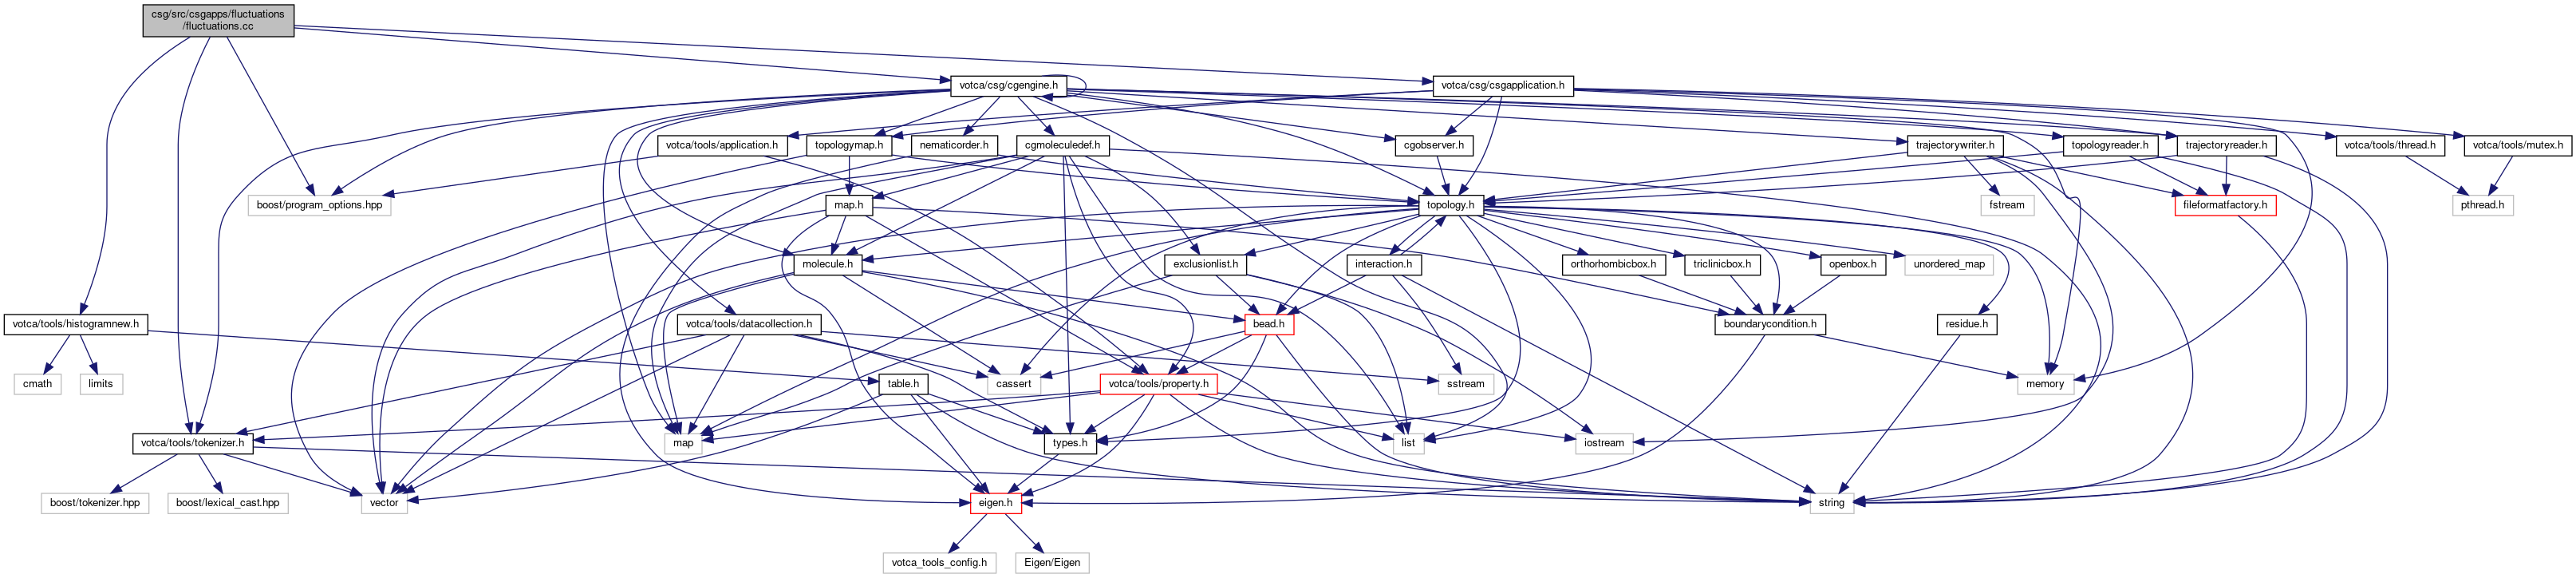 csg/src/csgapps/fluctuations
/fluctuations.cc
votca/csg/cgengine.h
votca/csg/csgapplication.h
votca/tools/application.h
topologymap.h
nematicorder.h
cgmoleculedef.h
cgobserver.h
trajectorywriter.h
topologyreader.h
trajectoryreader.h
votca/tools/thread.h
votca/tools/mutex.h
boost/program_options.hpp
map.h
topology.h
fstream
fileformatfactory.h
pthread.h
molecule.h
exclusionlist.h
interaction.h
orthorhombicbox.h
triclinicbox.h
openbox.h
unordered_map
votca/tools/histogramnew.h
votca/tools/datacollection.h
bead.h
boundarycondition.h
residue.h
cmath
limits
table.h
cassert
votca/tools/property.h
sstream
memory
votca/tools/tokenizer.h
map
types.h
list
iostream
boost/tokenizer.hpp
boost/lexical_cast.hpp
vector
eigen.h
string
votca_tools_config.h
Eigen/Eigen